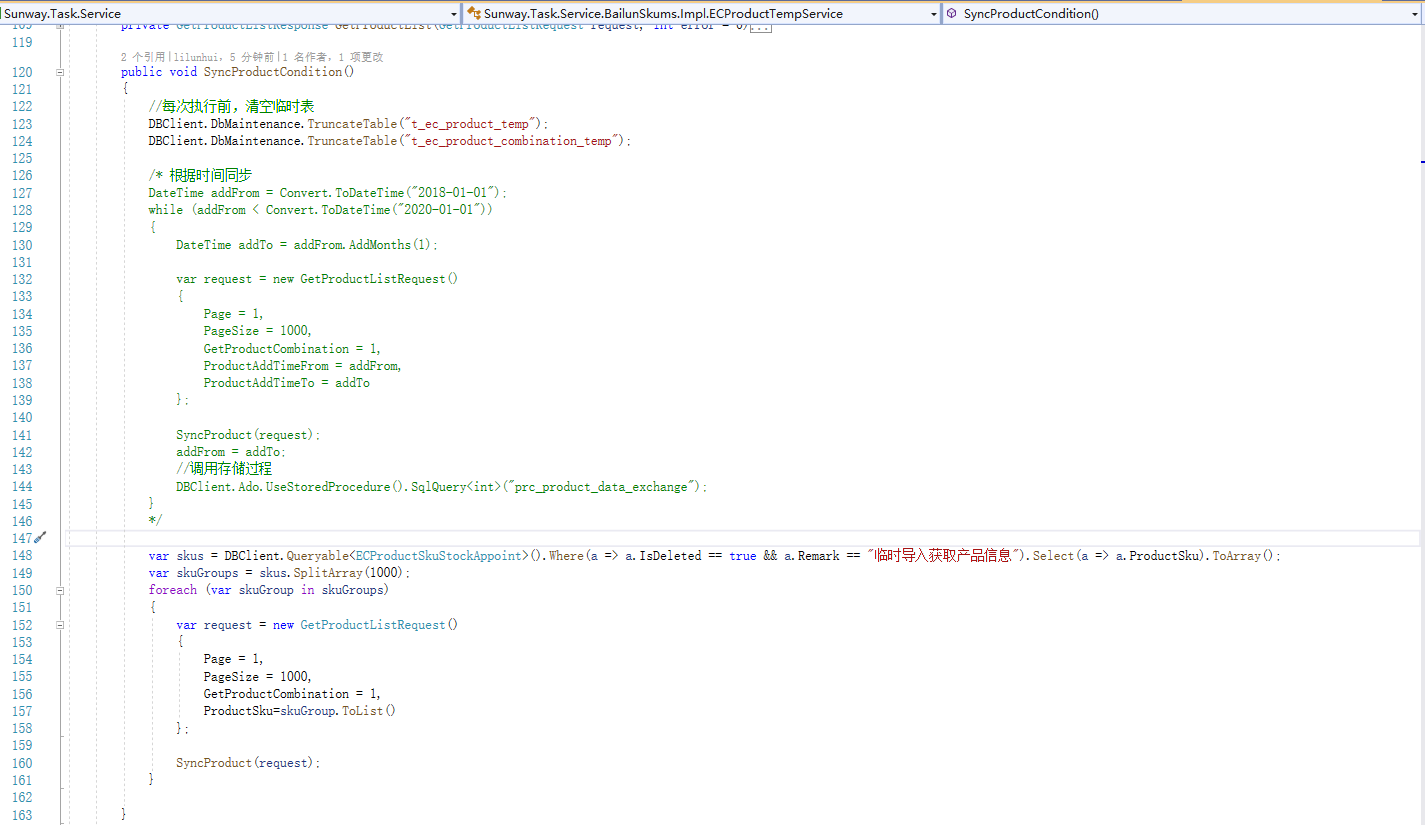 Sunway.Task.Service Sunway.Task.Service.BailunSkums.Impl.ECProductTempService SyncProductCondition()
119
2 个引用|lilunhui，5 分钟前|1 名作者，1 项更改
120 public void SyncProductCondition()
121 {
122 //每次执行前，清空临时表
123 DBClient.DbMaintenance.TruncateTable("t_ec_product_temp");
124 DBClient.DbMaintenance.TruncateTable("t_ec_product_combination_temp");
125
126 /* 根据时间同步
127 DateTime addFrom = Convert.ToDateTime("2018-01-01");
128 while (addFrom < Convert.ToDateTime("2020-01-01"))
129 {
130 DateTime addTo = addFrom.AddMonths(1);
131
132 var request = new GetProductListRequest()
133 {
134 Page = 1,
135 PageSize = 1000,
136 GetProductCombination = 1,
137 ProductAddTimeFrom = addFrom,
138 ProductAddTimeTo = addTo
139 };
140
141 SyncProduct(request);
142 addFrom = addTo;
143 //调用存储过程
144 DBClient.Ado.UseStoredProcedure().SqlQuery<int>("prc_product_data_exchange");
145 }
146 */
147
148 var skus = DBClient.Queryable<ECProductSkuStockAppoint>().Where(a => a.IsDeleted == true && a.Remark == "临时导入获取产品信息").Select(a => a.ProductSku).ToArray();
149 var skuGroups = skus.SplitArray(1000);
150 foreach (var skuGroup in skuGroups)
151 {
152 var request = new GetProductListRequest()
153 {
154 Page = 1,
155 PageSize = 1000,
156 GetProductCombination = 1,
157 ProductSku=skuGroup.ToList()
158 };
159
160 SyncProduct(request);
161 }
162
163 }